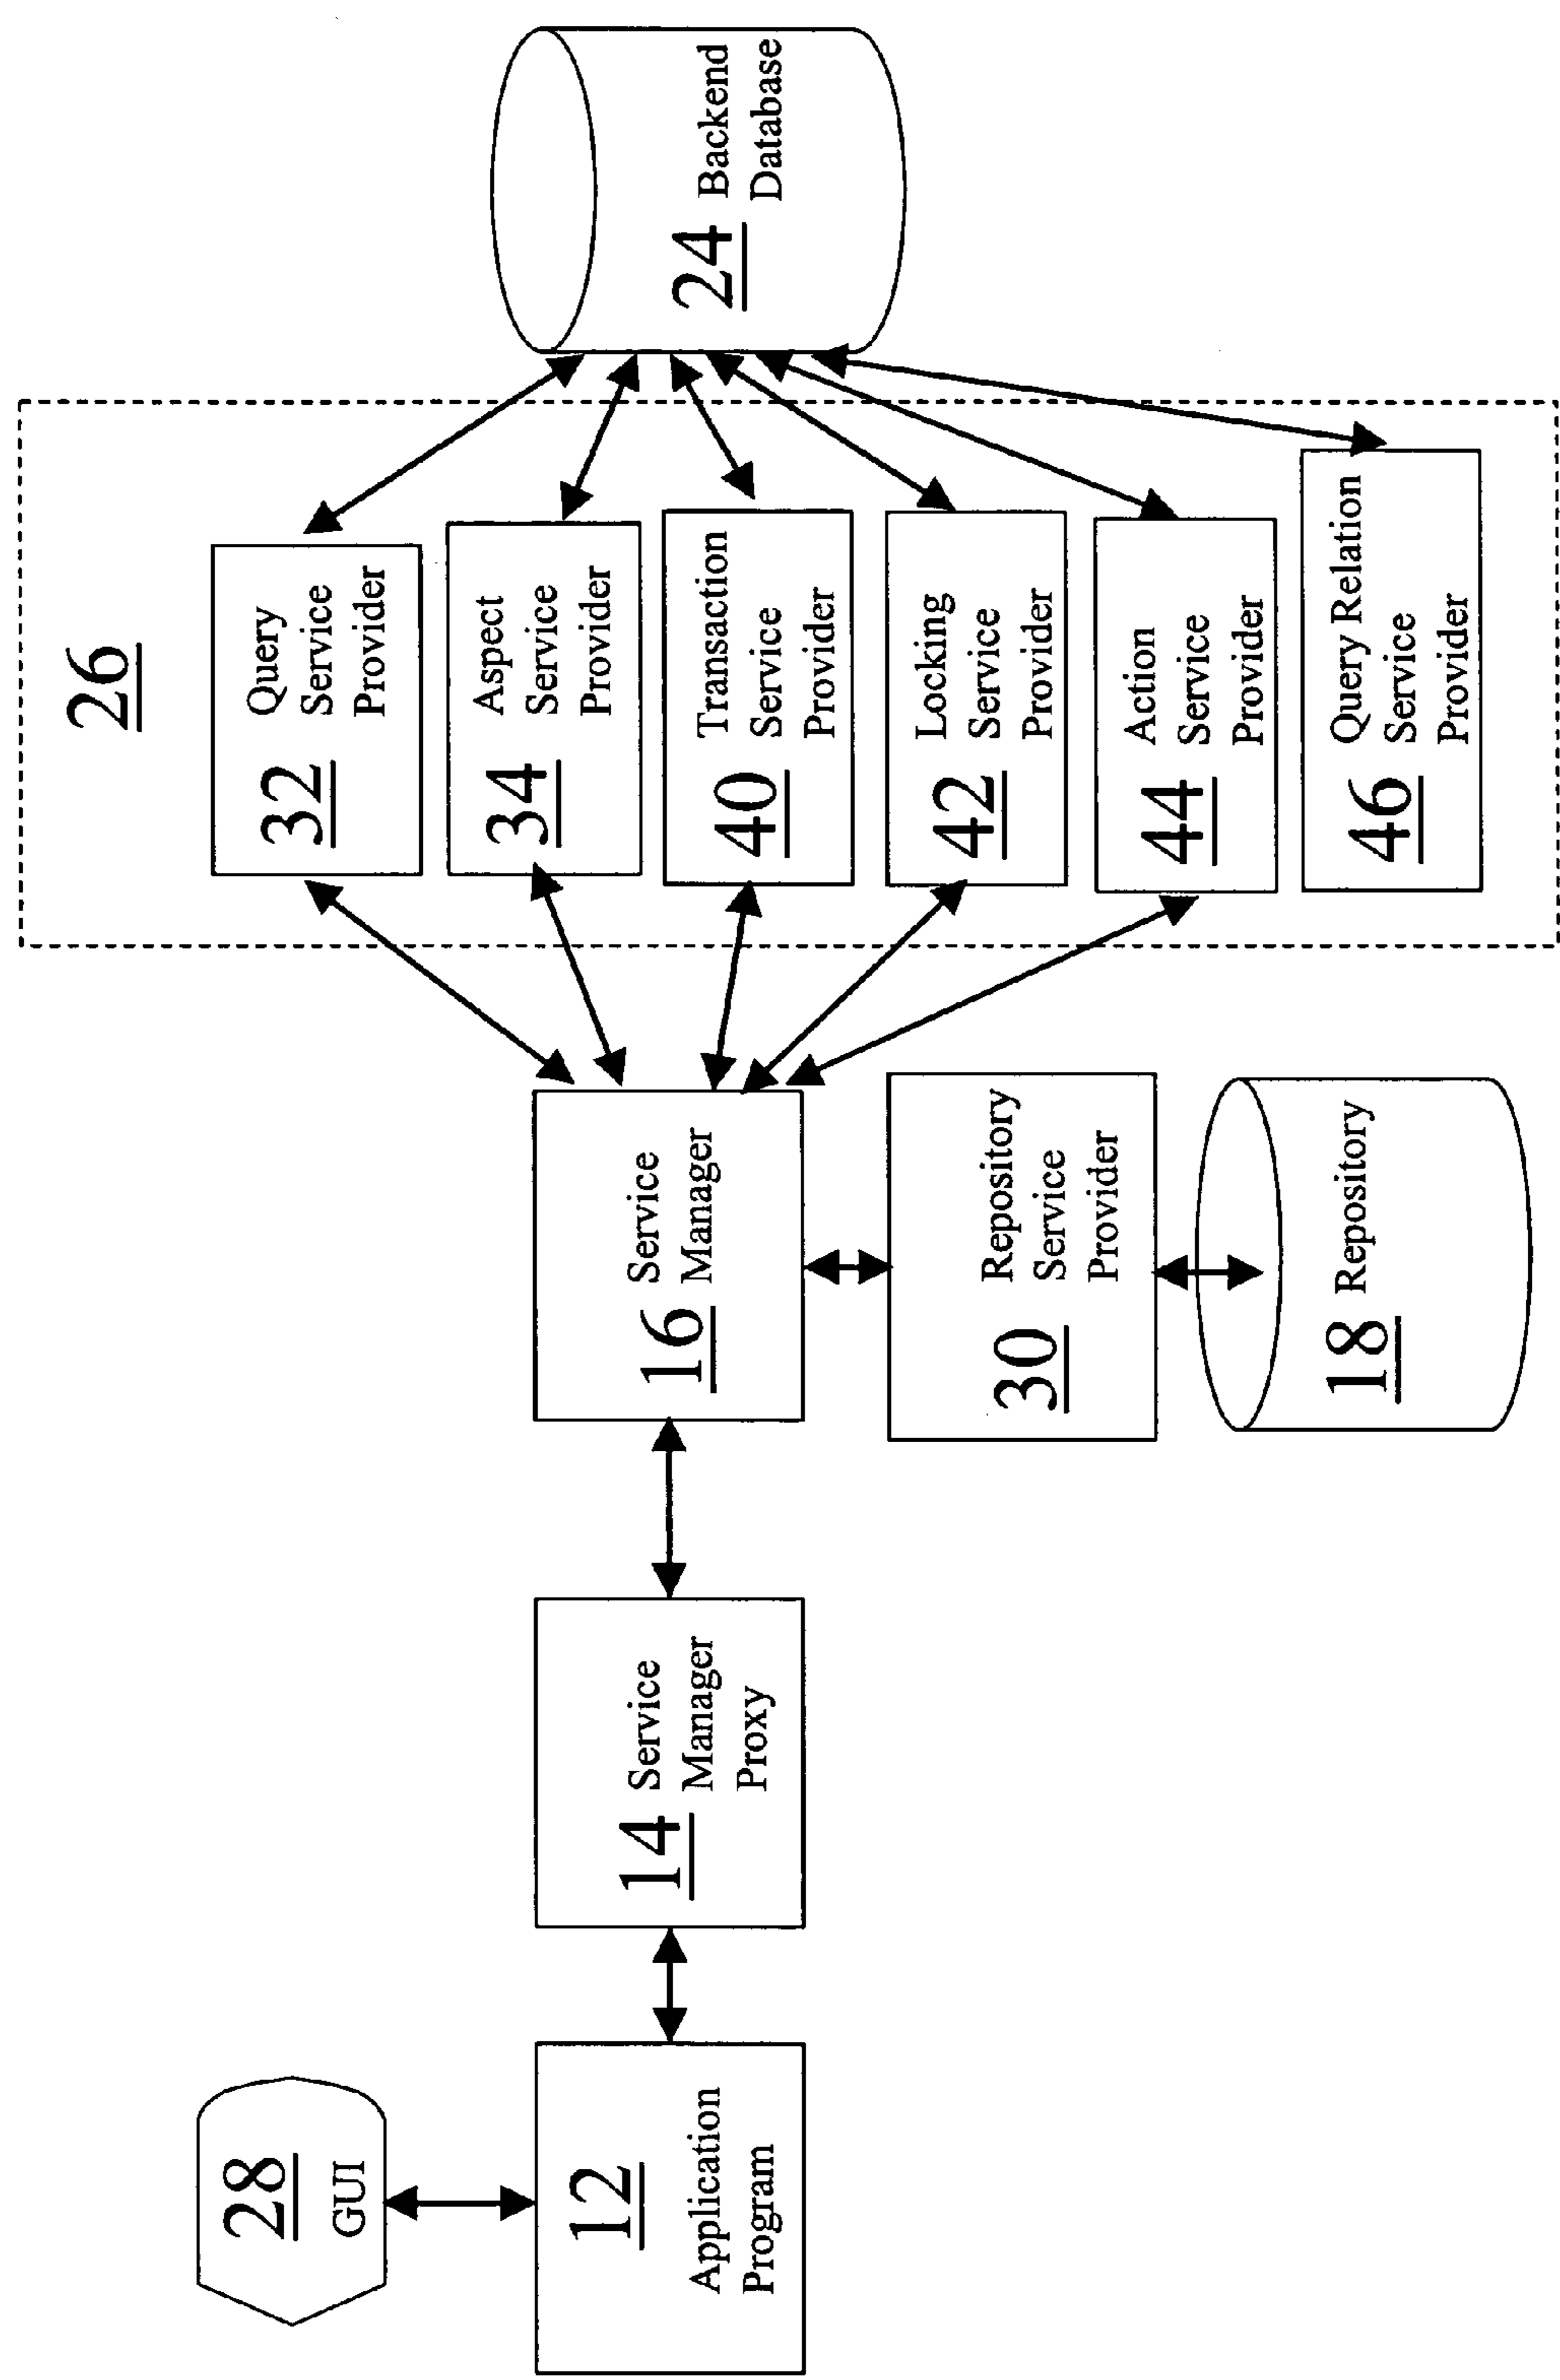 28
GUI
12
Application
Program
14 Service
Manager
Proxy
16 Service
Manager
30 Repository
Service
Provider
18 Repository
26
32 Query
Service
Provider
34 Aspect
Service
Provider
40 Transaction
Service
Provider
42 Locking
Service
Provider
44 Action
Service
Provider
46 Query Relation
Service
Provider
24 Backend
Database